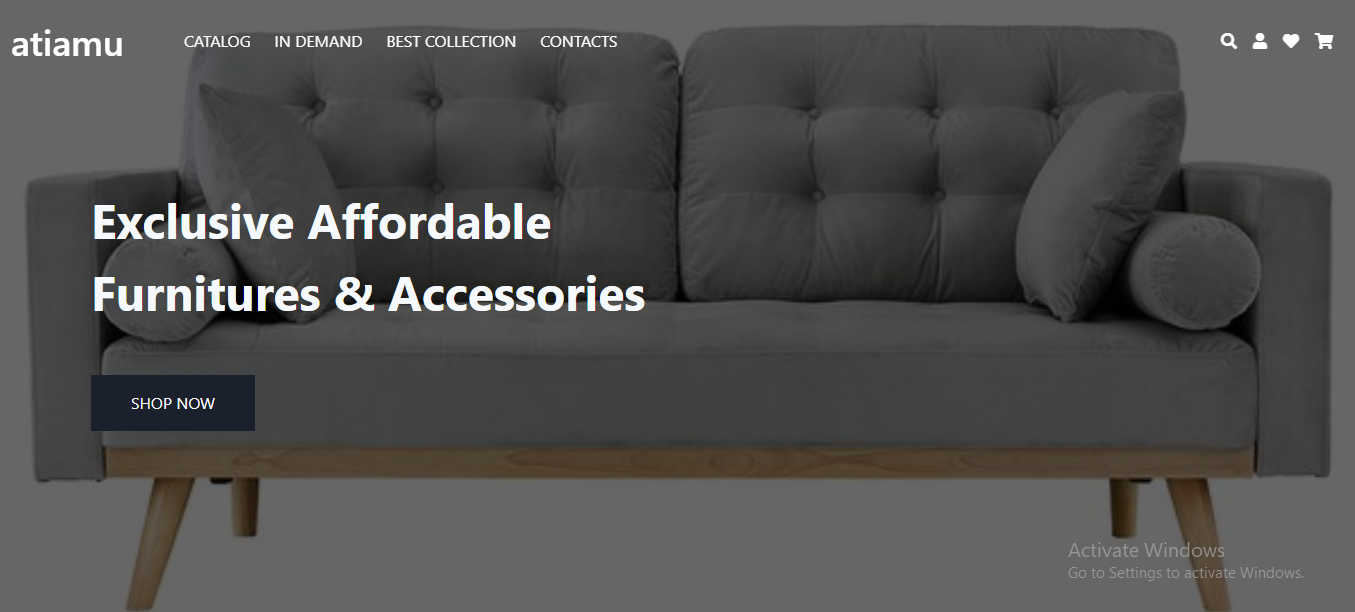 atiamu
CATALOG IN DEMAND BEST COLLECTION CONTACTS
Exclusive Affordable
Furnitures & Accessories
SHOP NOW
Activate Windows
Go to Settings to activate Windows.